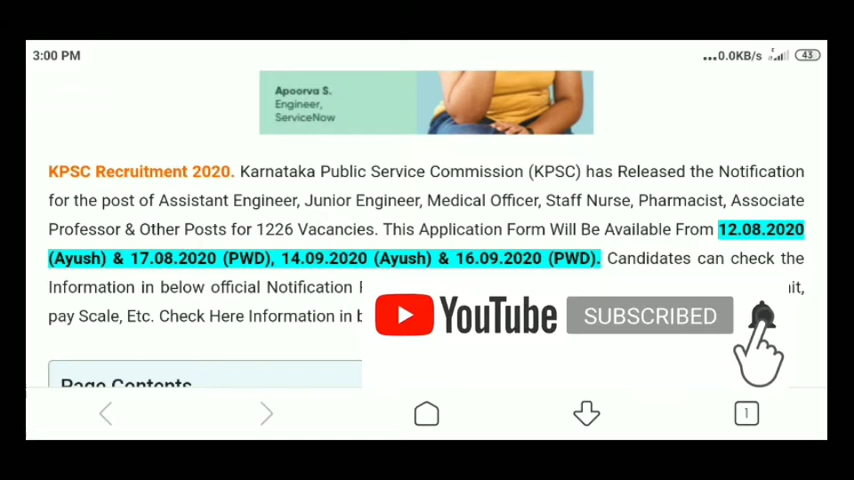 3:00 PM
...0.0KB/s
43
Apoorva S.
Engineer,
ServiceNow
KPSC Recruitment 2020. Karnataka Public Service Commission (KPSC) has Released the Notification
for the post of Assistant Engineer, Junior Engineer, Medical Officer, Staff Nurse, Pharmacist, Associate
Professor & Other Posts for 1226 Vacancies. This Application Form Will Be Available From 12.08.2020
(Ayush) & 17.08.2020 (PWD), 14.09.2020 (Ayush) & 16.09.2020 (PWD). Candidates can check the
Information in below official Notification
pay Scale, Etc. Check Here Information in
YouTube
SUBSCRIBED
Page Contents
1